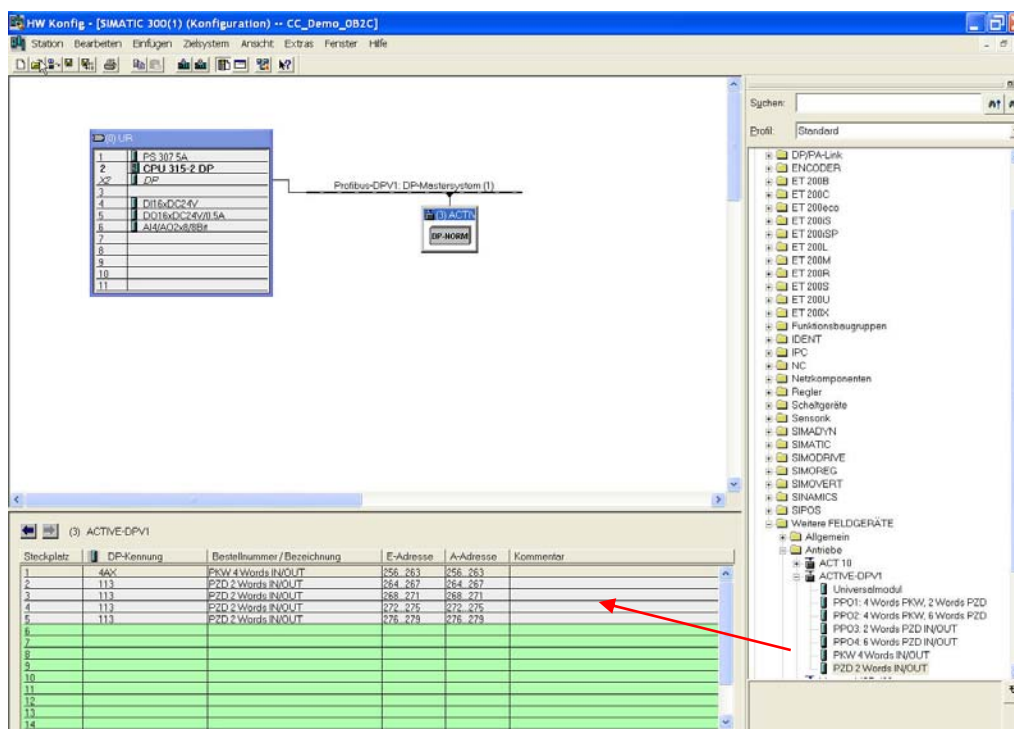 HW Konfig - [SIMATIC 300(1) (Konfiguration) -- CC_Demo_0B2C]
Station Bearbeiten Einfügen Zielsystem Ansicht Extras Fenster Hilfe
(0) UR
1 PS 307 5A
2 CPU 315-2 DP
X2 DP
3
4 DI16xDC24V
5 DO16xDC24V/0.5A
6 AI4/AO2x8/8Bit
7
8
9
10
11
Profibus-DPV1: DP-Mastersystem (1)
(3) ACTIV
DP-NORM
Suchen:
Profil: Standard
DP/PA-Link
ENCODER
ET 200B
ET 200C
ET 200eco
ET 200iS
ET 200iSP
ET 200L
ET 200M
ET 200R
ET 200S
ET 200U
ET 200X
Funktionsbaugruppen
IDENT
IPC
NC
Netzkomponenten
Regler
Schaltgeräte
Sensorik
SIMADYN
SIMATIC
SIMODRIVE
SIMOREG
SIMOVERT
SINAMICS
SIPOS
Weitere FELDGERÄTE
Allgemein
Antriebe
ACT 10
ACTIVE-DPV1
Universalmodul
PPO1: 4 Words PKW, 2 Words PZD
PPO2: 4 Words PKW, 6 Words PZD
PPO3: 2 Words PZD IN/OUT
PPO4: 6 Words PZD IN/OUT
PKW 4 Words IN/OUT
PZD 2 Words IN/OUT
(3) ACTIVE-DPV1
Steckplatz DP-Kennung Bestellnummer / Bezeichnung E-Adresse A-Adresse Kommentar
1 4AX PKW 4 Words IN/OUT 256..263 256..263
2 113 PZD 2 Words IN/OUT 264..267 264..267
3 113 PZD 2 Words IN/OUT 268..271 268..271
4 113 PZD 2 Words IN/OUT 272..275 272..275
5 113 PZD 2 Words IN/OUT 276..279 276..279
6
7
8
9
10
11
12
13
14